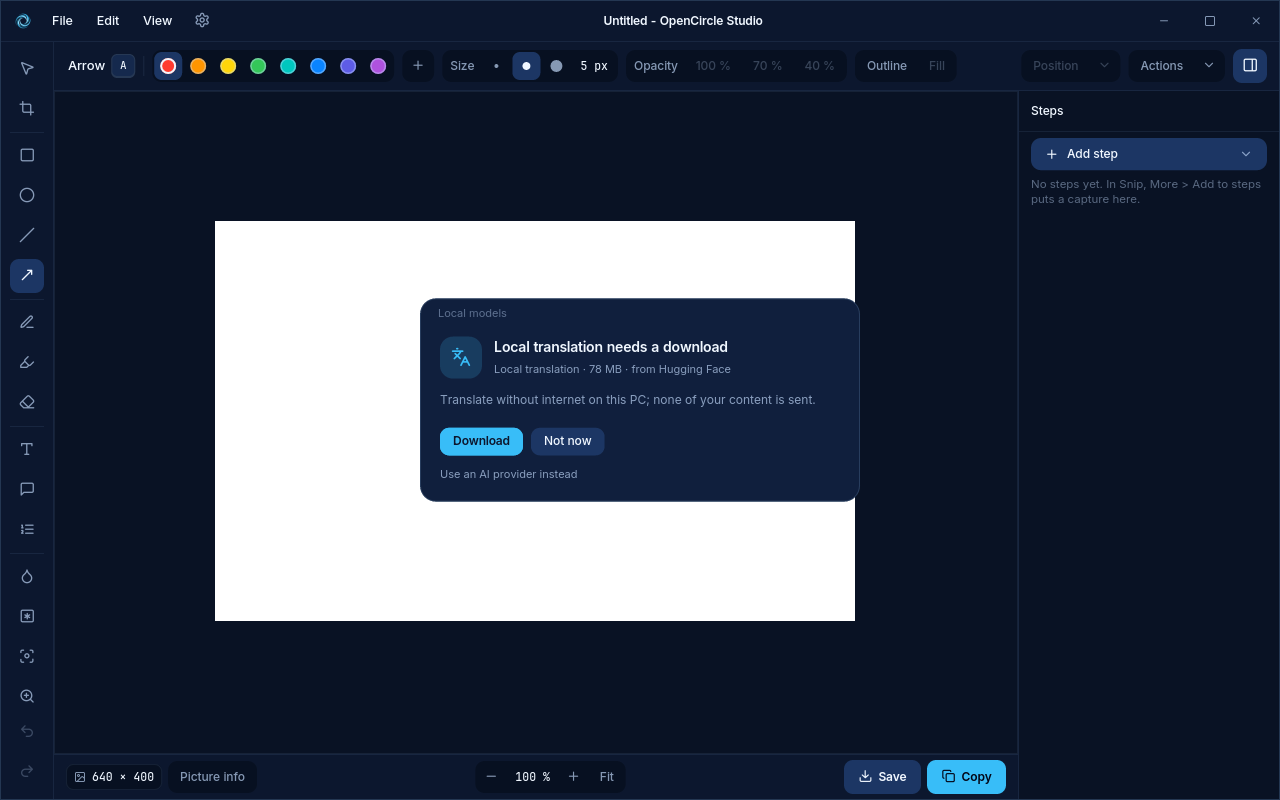 File Edit View
Untitled - OpenCircle Studio
Arrow A
Size 5 px
Opacity 100 % 70 % 40 %
Outline Fill
Position
Actions
Steps
Add step
No steps yet. In Snip, More > Add to steps
puts a capture here.
Local models
Local translation needs a download
Local translation · 78 MB · from Hugging Face
Translate without internet on this PC; none of your content is sent.
Download Not now
Use an AI provider instead
640 × 400
Picture info
100 %
Fit
Save
Copy